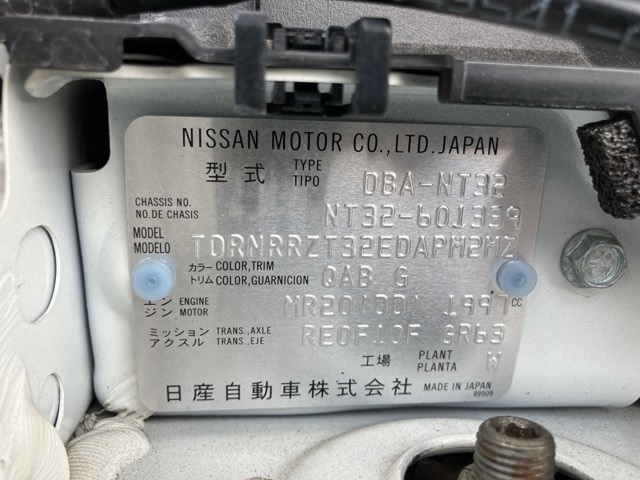 NISSAN MOTOR CO.,LTD.JAPAN
型式 TYPE TIPO DBA-NT32
CHASSIS NO. NO.DE CHASIS NT32-601339
MODEL MODELO TDRNRRZT32EDAPM2MZ
カラー トリム COLOR,TRIM COLOR,GUARNICION QAB G
エンジン ENGINE MOTOR 1997 cc
ミッション アクスル TRANS.,AXLE TRANS.,EJE RE0F10F GR63
工場 PLANT PLANTA W
日産自動車株式会社 MADE IN JAPAN
89909